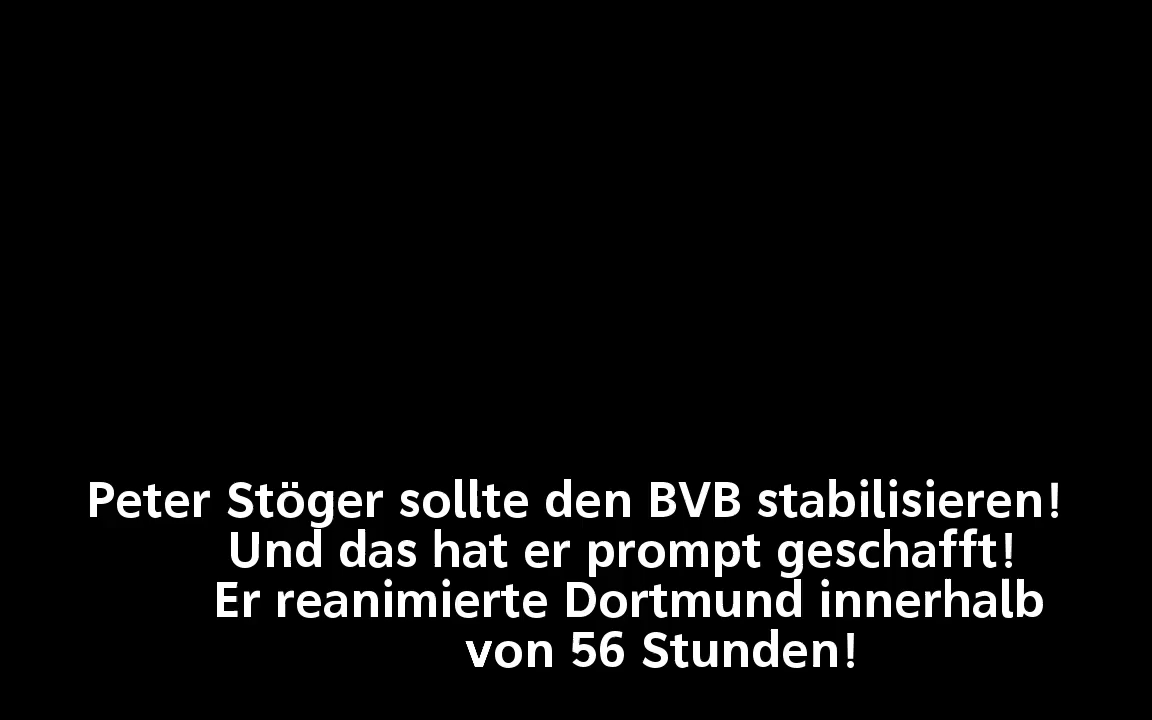 Peter Stöger sollte den BVB stabilisieren!
Und das hat er prompt geschafft!
Er reanimierte Dortmund innerhalb
von 56 Stunden!